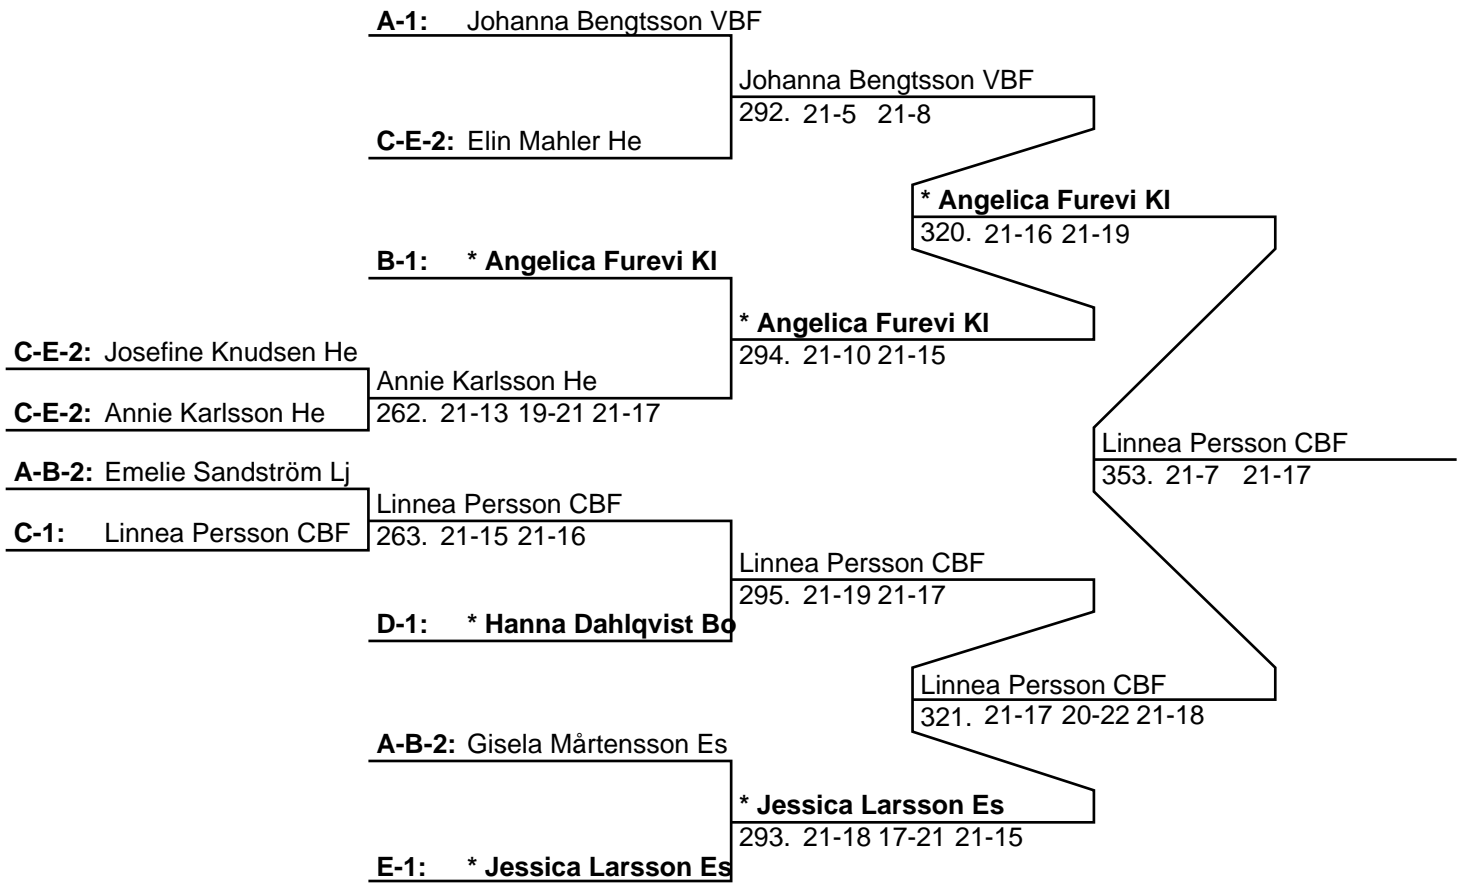 A-1: Johanna Bengtsson VBF
Johanna Bengtsson VBF
292. 21-5 21-8
C-E-2: Elin Mahler He
* Angelica Furevi KI
320. 21-16 21-19
B-1: * Angelica Furevi KI
* Angelica Furevi KI
294. 21-10 21-15
C-E-2: Josefine Knudsen He
Annie Karlsson He
262. 21-13 19-21 21-17
C-E-2: Annie Karlsson He
Linnea Persson CBF
353. 21-7 21-17
A-B-2: Emelie Sandström Lj
Linnea Persson CBF
263. 21-15 21-16
C-1: Linnea Persson CBF
Linnea Persson CBF
295. 21-19 21-17
D-1: * Hanna Dahlqvist Bo
Linnea Persson CBF
321. 21-17 20-22 21-18
A-B-2: Gisela Mårtensson Es
* Jessica Larsson Es
293. 21-18 17-21 21-15
E-1: * Jessica Larsson Es